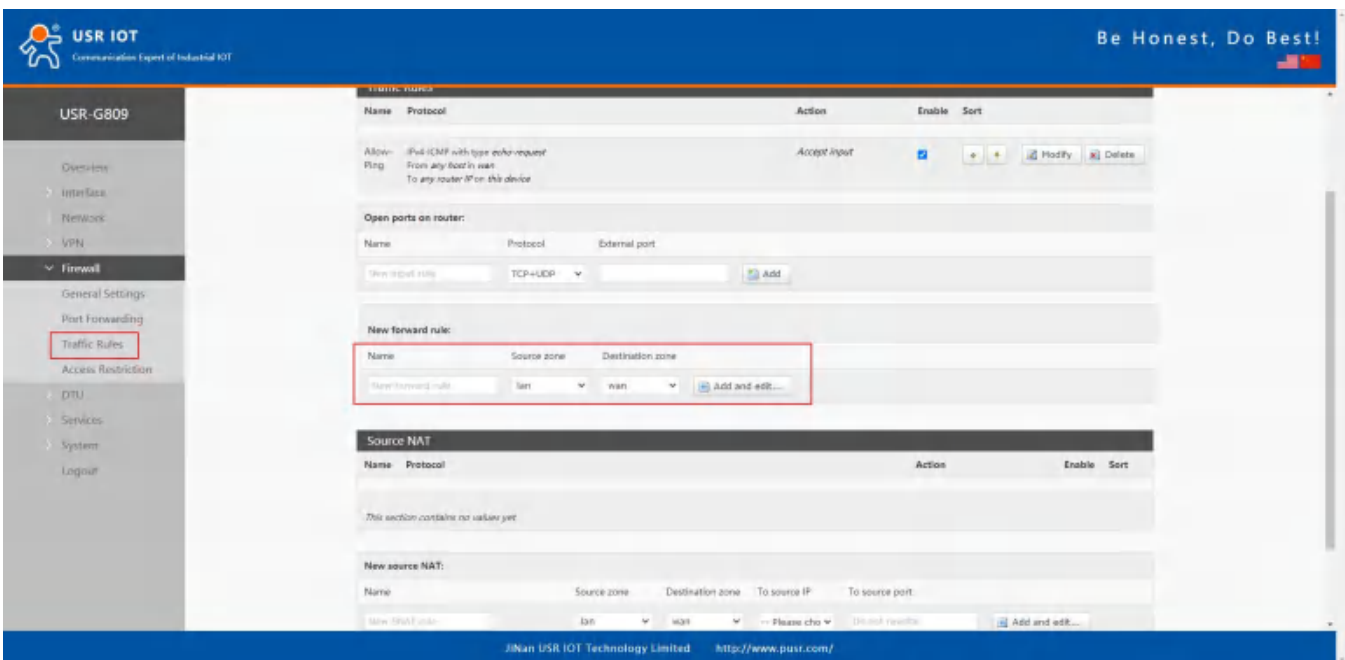 USR IOT
Communication Expert of Industrial IOT
Be Honest, Do Best!
USR-G809
Overview
Interface
Network
VPN
Firewall
General Settings
Port Forwarding
Traffic Rules
Access Restriction
DTU
Services
System
Logout
Traffic Rules
Name Protocol Action Enable Sort
Allow-Ping IPv4-ICMP with type echo-request Accept input Modify Delete
From any host in wan
To any router IP on this device
Open ports on router:
Name Protocol External port
New input rule TCP+UDP Add
New forward rule:
Name Source zone Destination zone
New forward rule lan wan Add and edit...
Source NAT
Name Protocol Action Enable Sort
This section contains no values yet
New source NAT:
Name Source zone Destination zone To source IP To source port
New SNAT rule lan wan -- Please cho Do not rewrite Add and edit...
JiNan USR IOT Technology Limited http://www.pusr.com/